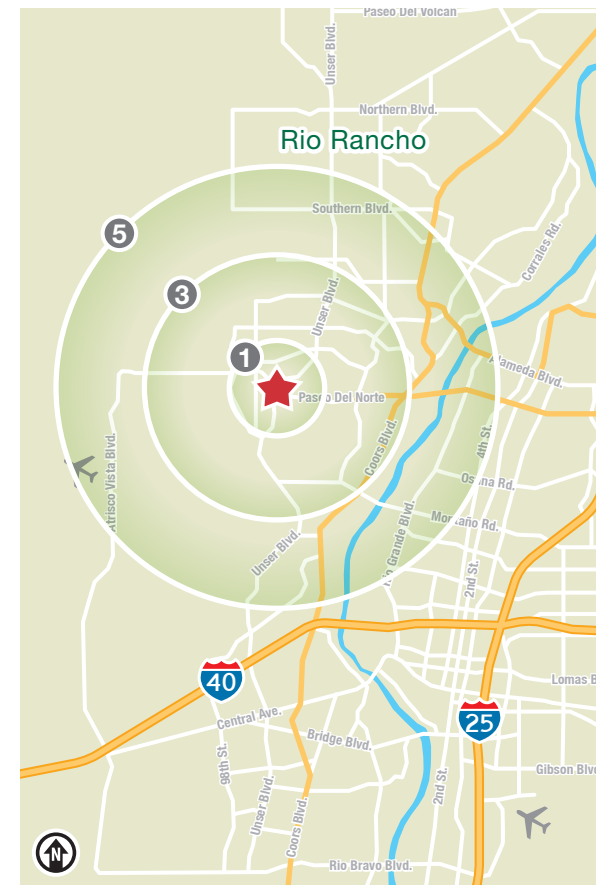 Paseo Del Volcan
Unser Blvd.
Northern Blvd.
Rio Rancho
Southern Blvd.
5
Corrales Rd.
3
Unser Blvd.
1
Alameda Blvd.
Paseo Del Norte
Coors Blvd.
4th St.
Atrisco Vista Blvd.
Osuna Rd.
Montaño Rd.
Unser Blvd.
Grande Blvd.
2nd St.
40
Lomas B
25
Central Ave.
Bridge Blvd.
98th St.
2nd St.
Gibson Blv
Unser Blvd.
Coors Blvd.
N
Rio Bravo Blvd.